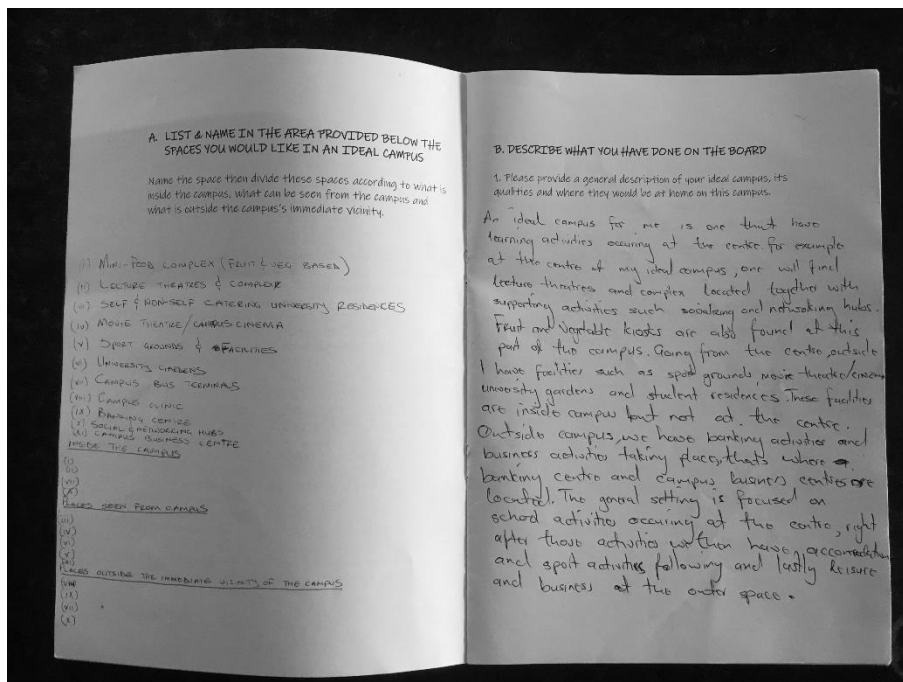 A. LIST & NAME IN THE AREA PROVIDED BELOW THE
SPACES YOU WOULD LIKE IN AN IDEAL CAMPUS
Name the space then divide these spaces according to what is
inside the campus, what can be seen from the campus and
what is outside the campus's immediate vicinity.
(i) MINI-FOOD COMPLEX (FRUIT & VEG BASED)
(ii) LECTURE THEATRES & COMPLEX
(iii) SELF & NON-SELF CATERING UNIVERSITY RESIDENCES
(iv) MOVIE THEATRE/CAMPUS CINEMA
(v) SPORT GROUNDS & FACILITIES
(vi) UNIVERSITY GARDENS
(vii) CAMPUS BUS TERMINALS
(viii) CAMPUS CLINIC
(ix) BANKING CENTRE
(x) SOCIAL & NETWORKING HUBS
(xi) CAMPUS BUSINESS CENTRE
INSIDE THE CAMPUS
(i)
(ii)
(vii)
(x)
PLACES SEEN FROM CAMPUS
(iii)
(iv)
(v)
(xi)
PLACES OUTSIDE THE IMMEDIATE VICINITY OF THE CAMPUS
(viii)
(ix)
(vii)
(x)
B. DESCRIBE WHAT YOU HAVE DONE ON THE BOARD
1. Please provide a general description of your ideal campus, its
qualities and where they would be at home on this campus.
An ideal campus for me is one that have
learning activities occuring at the centre. for example
at the centre of my ideal campus, one will find
lecture theatres and complex located together with
supporting activities such socialising and netwoking hubs.
Fruit and Vegetable kiosks are also found at this
part of the campus. Going from the centre, outside
I have facilities such as sport grounds, movie theatre/cinema
university gardens and student residences. These facilities
are inside campus but not at the centre.
Outside campus, we have banking activities and
business activities taking place, thats where
banking centre and campus business centres are
located. The general setting is focused on
school activities occuring at the centre, right
after those activities we then have accomodation
and sport activities following and lastly leisure
and business at the outer space.